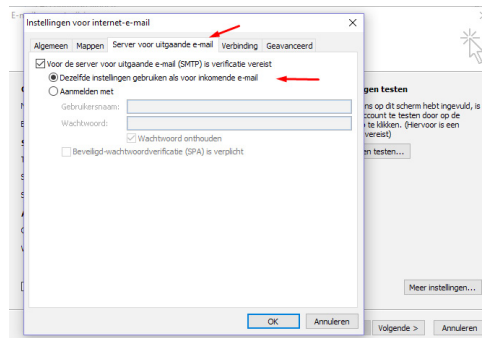 Instellingen voor internet-e-mail
Algemeen Mappen Server voor uitgaande e-mail Verbinding Geavanceerd
Voor de server voor uitgaande e-mail (SMTP) is verificatie vereist
Dezelfde instellingen gebruiken als voor inkomende e-mail
Aanmelden met
Gebruikersnaam:
Wachtwoord:
Wachtwoord onthouden
Beveiligd-wachtwoordverificatie (SPA) is verplicht
OK Annuleren
gen testen
ns op dit scherm hebt ingevuld, is
ccount te testen door op de
te klikken. (Hiervoor is een
vereist)
en testen...
Meer instellingen...
Volgende > Annuleren